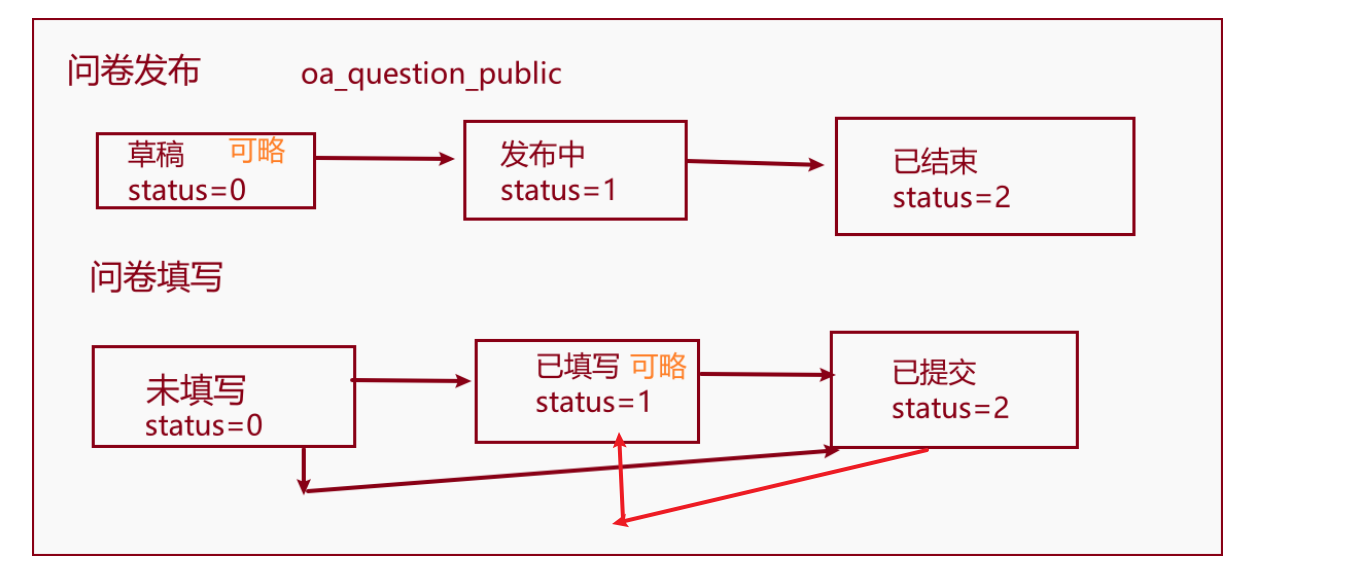 问卷发布 oa_question_public
草稿 可略
status=0
发布中
status=1
已结束
status=2
问卷填写
未填写
status=0
已填写 可略
status=1
已提交
status=2